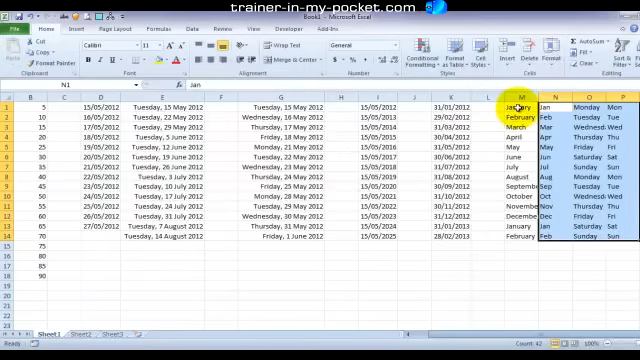 trainer-in-my-pocket.com
Book1 - Microsoft Excel
File Home Insert Page Layout Formulas Data Review View Developer Add-Ins
Cut
Copy
Paste
Calibri 11 Wrap Text General
Merge & Center
Conditional Formatting Format as Table Cell Styles Insert Delete Format
AutoSum
Fill
Clear
Sort & Filter Find & Select
Clipboard Font Alignment Number Styles Cells Editing
N1 fx Jan
B C D E F G H I J K L M N O P
1 5 15/05/2012 Tuesday, 15 May 2012 Tuesday, 15 May 2012 15/05/2012 31/01/2012 January Jan Monday Mon
2 10 16/05/2012 Tuesday, 22 May 2012 Wednesday, 16 May 2012 15/05/2013 29/02/2012 February Feb Tuesday Tue
3 15 17/05/2012 Tuesday, 29 May 2012 Thursday, 17 May 2012 15/05/2014 31/03/2012 March Mar Wednesd Wed
4 20 18/05/2012 Tuesday, 5 June 2012 Friday, 18 May 2012 15/05/2015 30/04/2012 April Apr Thursday Thu
5 25 19/05/2012 Tuesday, 12 June 2012 Monday, 21 May 2012 15/05/2016 31/05/2012 May May Friday Fri
6 30 20/05/2012 Tuesday, 19 June 2012 Tuesday, 22 May 2012 15/05/2017 30/06/2012 June Jun Saturday Sat
7 35 21/05/2012 Tuesday, 26 June 2012 Wednesday, 23 May 2012 15/05/2018 31/07/2012 July Jul Sunday Sun
8 40 22/05/2012 Tuesday, 3 July 2012 Thursday, 24 May 2012 15/05/2019 31/08/2012 August Aug Monday Mon
9 45 23/05/2012 Tuesday, 10 July 2012 Friday, 25 May 2012 15/05/2020 30/09/2012 Septembe Sep Tuesday Tue
10 50 24/05/2012 Tuesday, 17 July 2012 Monday, 28 May 2012 15/05/2021 31/10/2012 October Oct Wednesd Wed
11 55 25/05/2012 Tuesday, 24 July 2012 Tuesday, 29 May 2012 15/05/2022 30/11/2012 Novembe Nov Thursday Thu
12 60 26/05/2012 Tuesday, 31 July 2012 Wednesday, 30 May 2012 15/05/2023 31/12/2012 Decembe Dec Friday Fri
13 65 27/05/2012 Tuesday, 7 August 2012 Thursday, 31 May 2012 15/05/2024 31/01/2013 January Jan Saturday Sat
14 70 Tuesday, 14 August 2012 Friday, 1 June 2012 15/05/2025 28/02/2013 February Feb Sunday Sun
15 75
16 80
17 85
18 90
19
20
21
22
23
Sheet1 Sheet2 Sheet3
Count: 42 100%